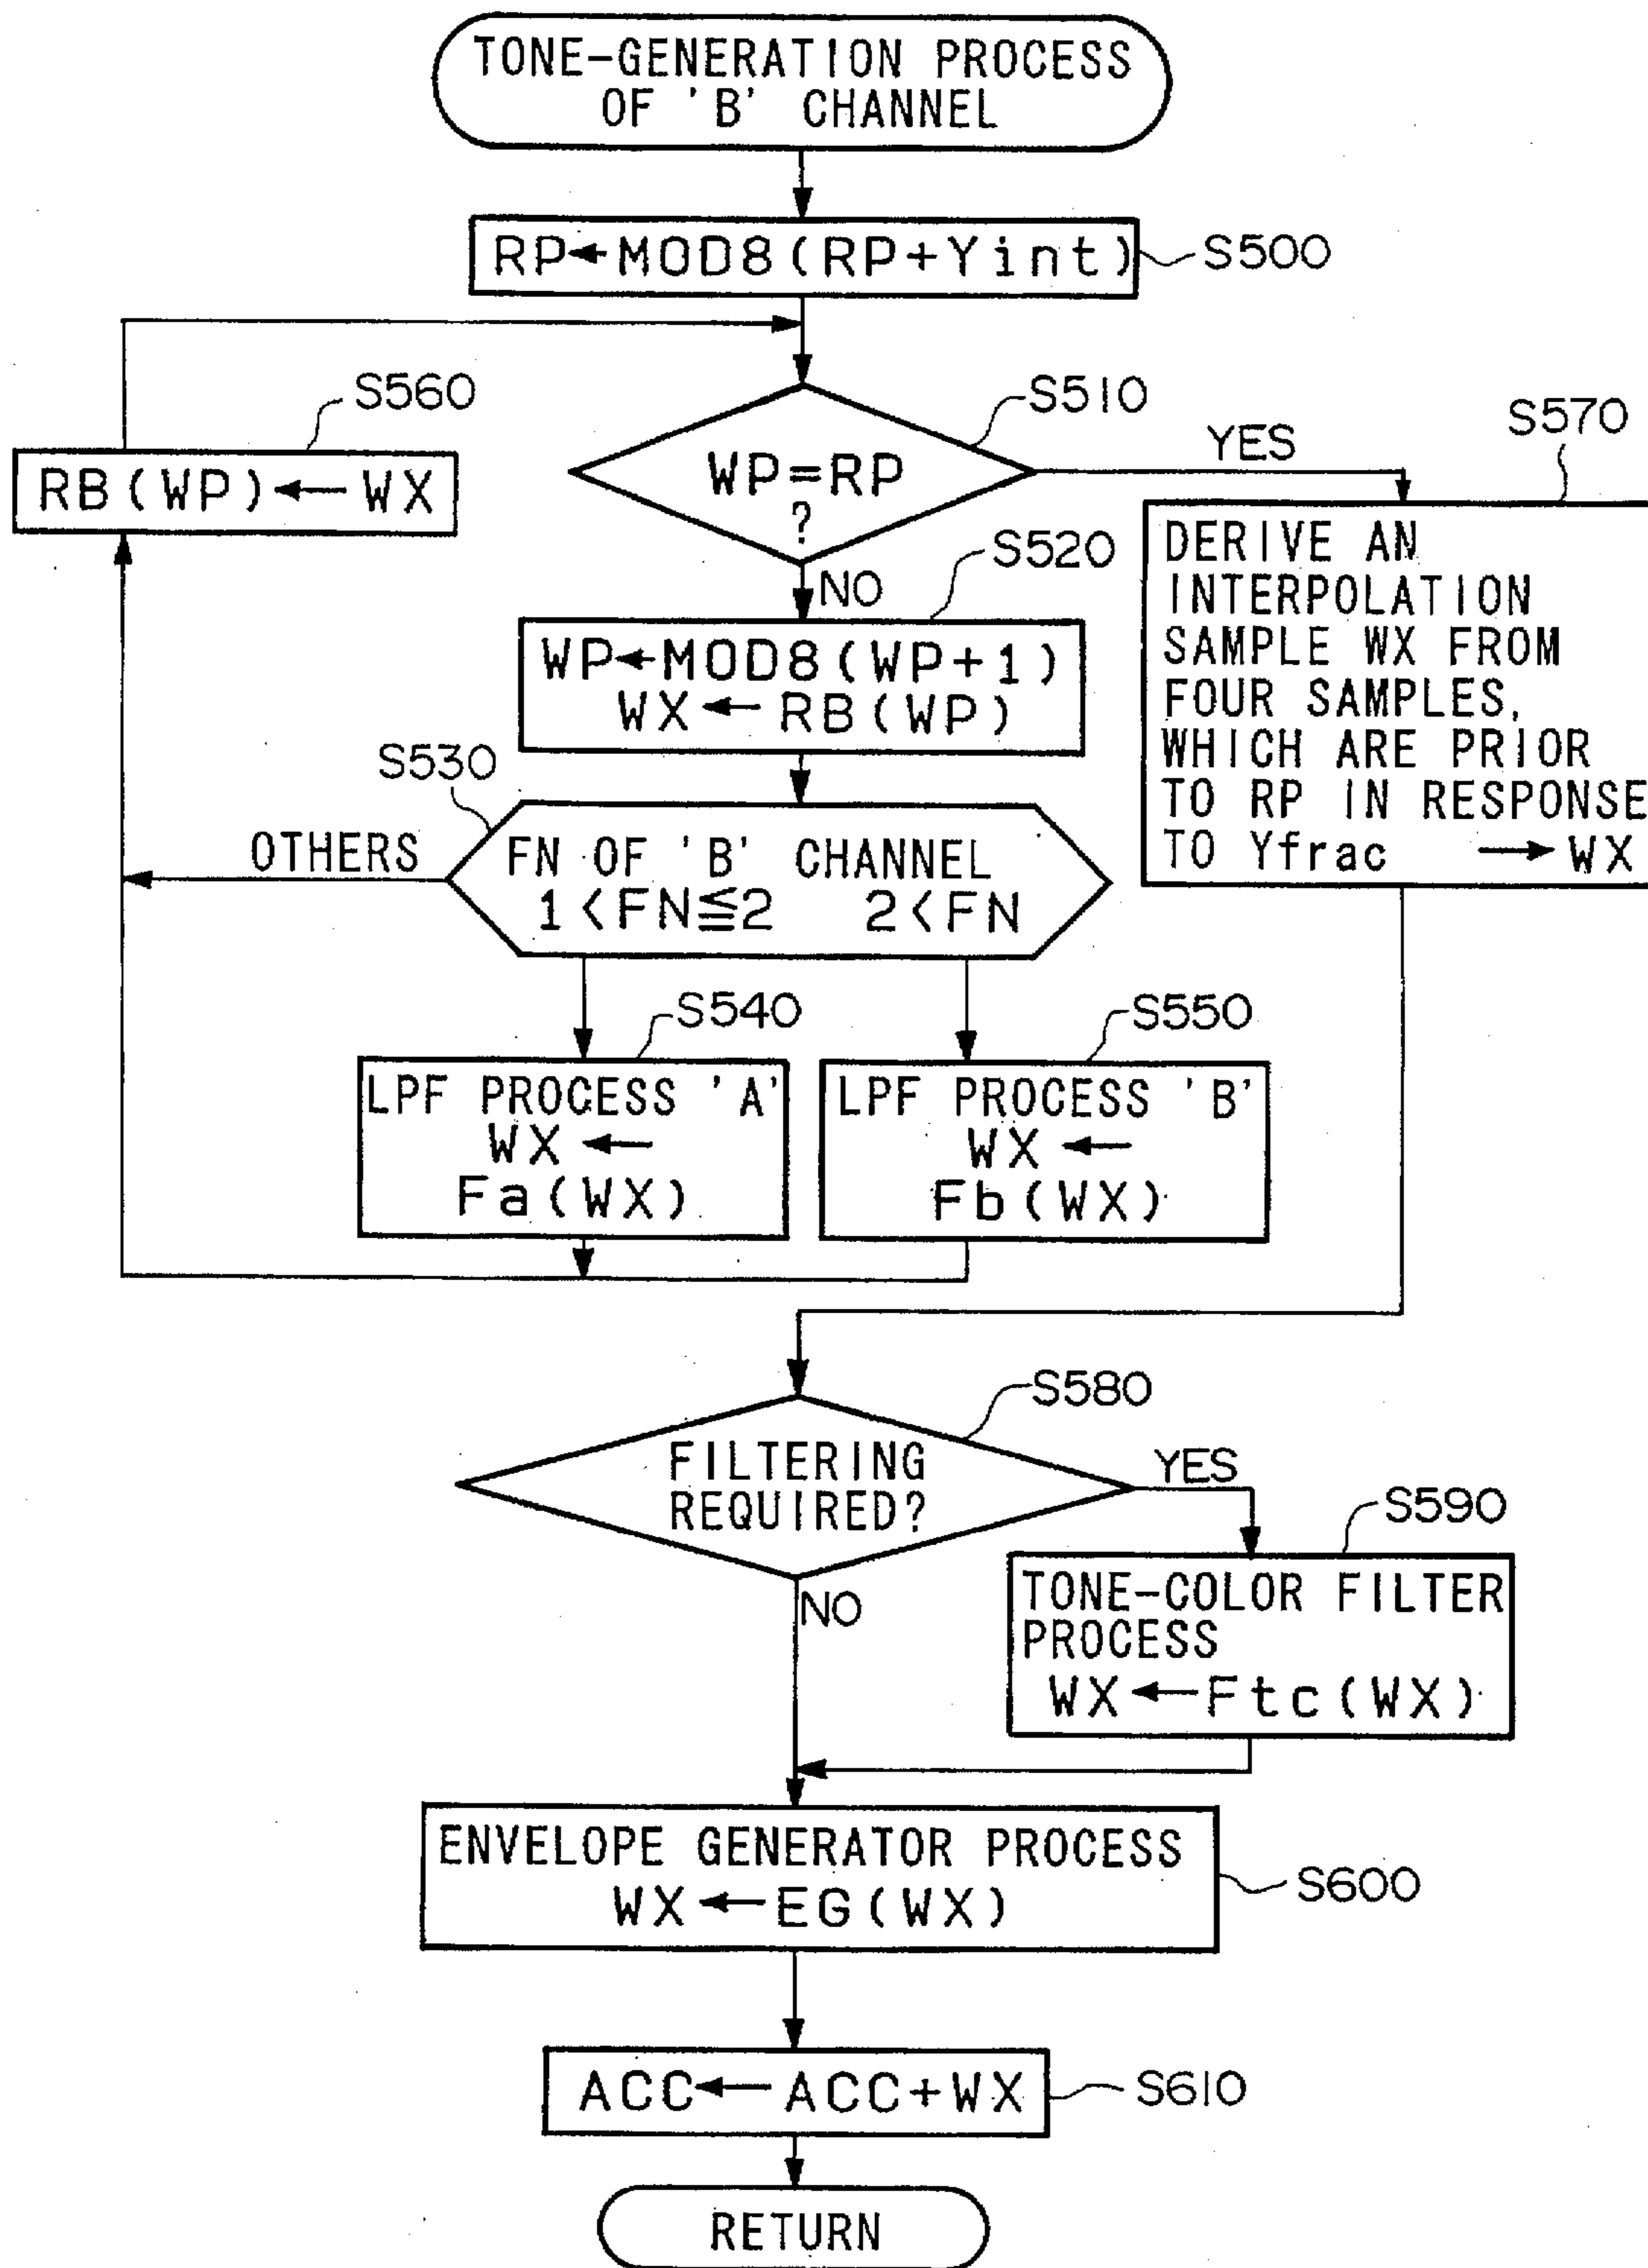 TONE-GENERATION PROCESS
OF 'B' CHANNEL
RP←MOD8(RP+Yint)
S500
S560
RB(WP)←WX
S510
WP=RP
?
YES
NO
S570
DERIVE AN
INTERPOLATION
SAMPLE WX FROM
FOUR SAMPLES,
WHICH ARE PRIOR
TO RP IN RESPONSE
TO Yfrac →WX
S520
WP←MOD8(WP+1)
WX←RB(WP)
S530
OTHERS
FN OF 'B' CHANNEL
1<FN≦2 2<FN
S540
LPF PROCESS 'A'
WX←
Fa(WX)
S550
LPF PROCESS 'B'
WX←
Fb(WX)
S580
FILTERING
REQUIRED?
YES
NO
S590
TONE-COLOR FILTER
PROCESS
WX←Ftc(WX)
ENVELOPE GENERATOR PROCESS
WX←EG(WX)
S600
ACC←ACC+WX
S610
RETURN